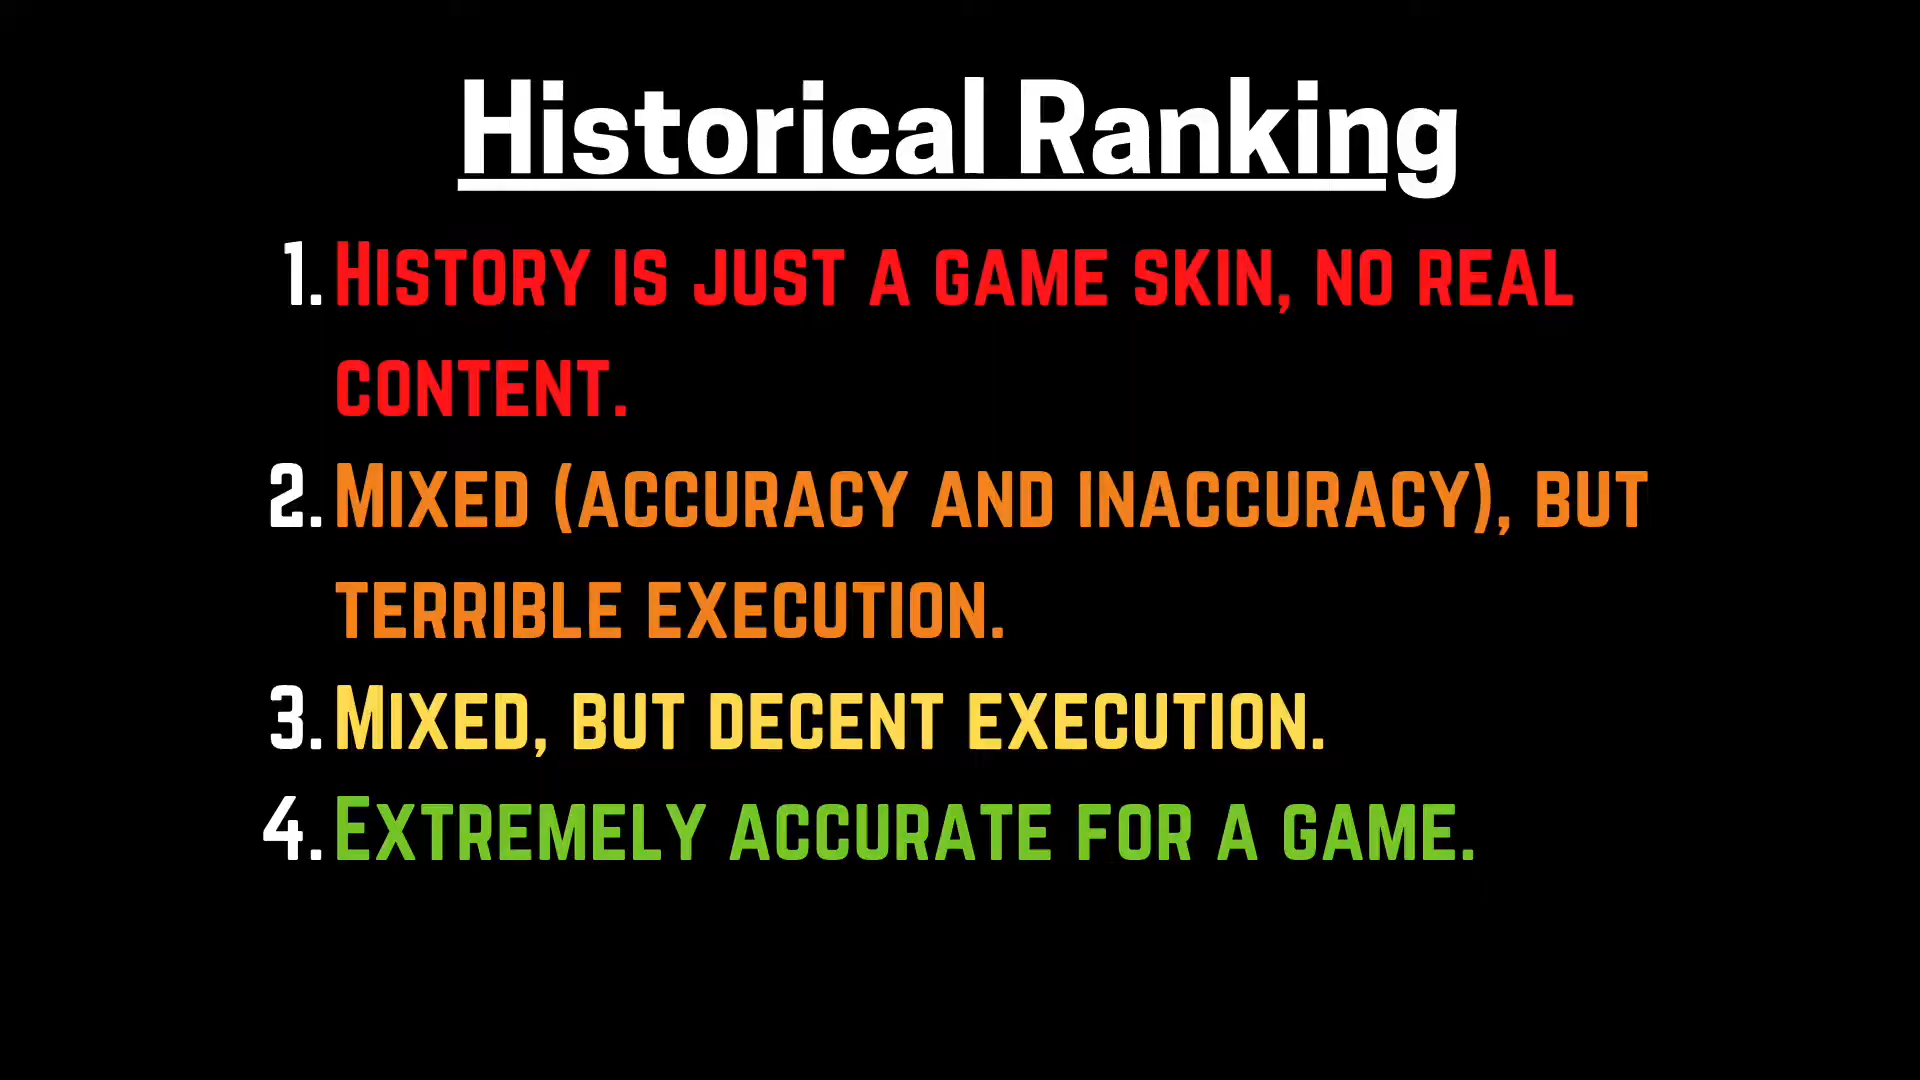 Historical Ranking
1. History is just a game skin, no real
content.
2. Mixed (accuracy and inaccuracy), but
terrible execution.
3. Mixed, but decent execution.
4. Extremely accurate for a game.